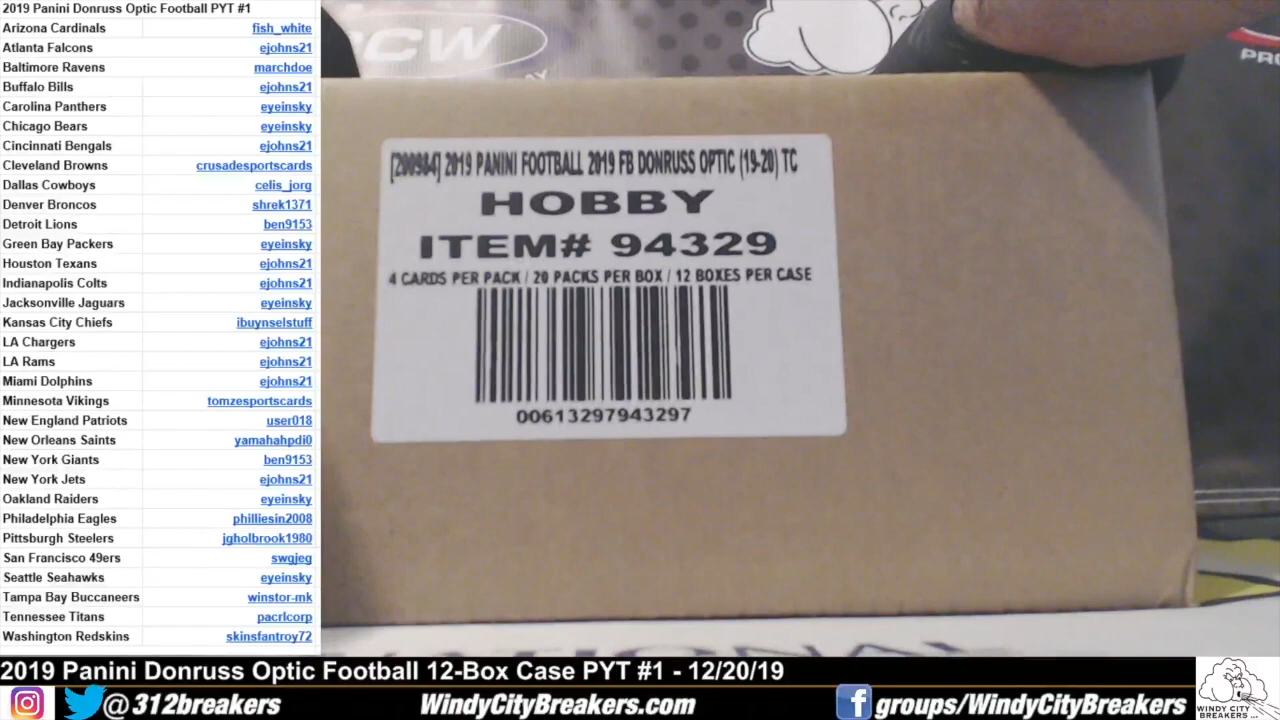 2019 Panini Donruss Optic Football PYT #1
Arizona Cardinals fish_white
Atlanta Falcons ejohns21
Baltimore Ravens marchdoe
Buffalo Bills ejohns21
Carolina Panthers eyeinsky
Chicago Bears eyeinsky
Cincinnati Bengals ejohns21
Cleveland Browns crusadesportscards
Dallas Cowboys celis_jorg
Denver Broncos shrek1371
Detroit Lions ben9153
Green Bay Packers eyeinsky
Houston Texans ejohns21
Indianapolis Colts ejohns21
Jacksonville Jaguars eyeinsky
Kansas City Chiefs ibuynselstuff
LA Chargers ejohns21
LA Rams ejohns21
Miami Dolphins ejohns21
Minnesota Vikings tomzesportscards
New England Patriots user018
New Orleans Saints yamahahpdi0
New York Giants ben9153
New York Jets ejohns21
Oakland Raiders eyeinsky
Philadelphia Eagles philliesin2008
Pittsburgh Steelers jgholbrook1980
San Francisco 49ers swgjeg
Seattle Seahawks eyeinsky
Tampa Bay Buccaneers winstor-mk
Tennessee Titans pacrlcorp
Washington Redskins skinsfantroy72
[200984] 2019 PANINI FOOTBALL 2019 FB DONRUSS OPTIC (19-20) TC
HOBBY
ITEM# 94329
4 CARDS PER PACK / 20 PACKS PER BOX / 12 BOXES PER CASE
00613297943297
2019 Panini Donruss Optic Football 12-Box Case PYT #1 - 12/20/19
@312breakers WindyCityBreakers.com groups/WindyCityBreakers
WINDY CITY
BREAKERS